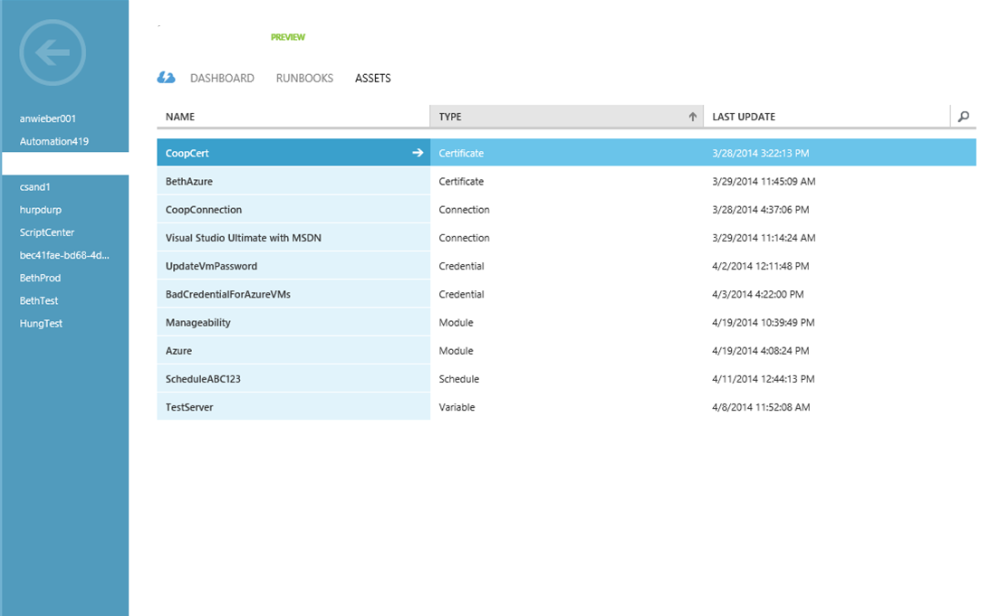 PREVIEW
DASHBOARD RUNBOOKS ASSETS
NAME TYPE LAST UPDATE
anwieber001
Automation419
csand1
hurpdurp
ScriptCenter
bec41fae-bd68-4d...
BethProd
BethTest
HungTest
CoopCert Certificate 3/28/2014 3:22:13 PM
BethAzure Certificate 3/29/2014 11:45:09 AM
CoopConnection Connection 3/28/2014 4:37:06 PM
Visual Studio Ultimate with MSDN Connection 3/29/2014 11:14:24 AM
UpdateVmPassword Credential 4/2/2014 12:11:48 PM
BadCredentialForAzureVMs Credential 4/3/2014 4:22:00 PM
Manageability Module 4/19/2014 10:39:49 PM
Azure Module 4/19/2014 4:08:24 PM
ScheduleABC123 Schedule 4/11/2014 12:44:13 PM
TestServer Variable 4/8/2014 11:52:08 AM